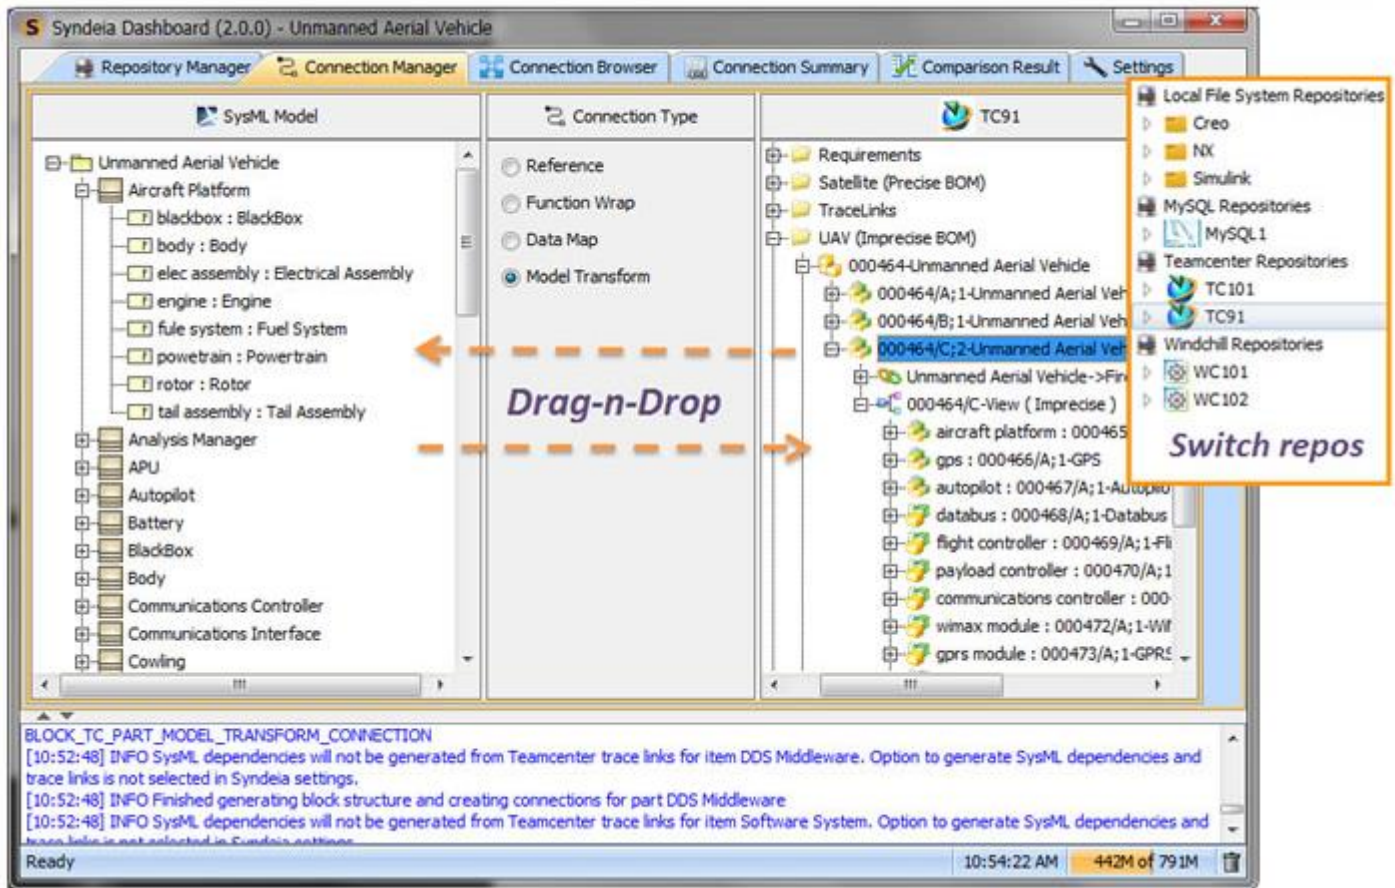 Syndeia Dashboard (2.0.0) - Unmanned Aerial Vehicle
Repository Manager Connection Manager Connection Browser Connection Summary Comparison Result Settings
SysML Model
Unmanned Aerial Vehicle
Aircraft Platform
blackbox : BlackBox
body : Body
elec assembly : Electrical Assembly
engine : Engine
fule system : Fuel System
powetrain : Powertrain
rotor : Rotor
tail assembly : Tail Assembly
Analysis Manager
APU
Autopilot
Battery
BlackBox
Body
Communications Controller
Communications Interface
Cowling
Connection Type
Reference
Function Wrap
Data Map
Model Transform
Drag-n-Drop
TC91
Requirements
Satellite (Precise BOM)
TraceLinks
UAV (Imprecise BOM)
000464-Unmanned Aerial Vehicle
000464/A;1-Unmanned Aerial Veh
000464/B;1-Unmanned Aerial Veh
000464/C;2-Unmanned Aerial Veh
Unmanned Aerial Vehicle->Fir
000464/C-View ( Imprecise )
aircraft platform : 000465
gps : 000466/A;1-GPS
autopilot : 000467/A;1-Autopilo
databus : 000468/A;1-Databus
flight controller : 000469/A;1-Fli
payload controller : 000470/A;1
communications controller : 000
wimax module : 000472/A;1-Wi
gprs module : 000473/A;1-GPRS
Local File System Repositories
Creo
NX
Simulink
MySQL Repositories
MySQL1
Teamcenter Repositories
TC101
TC91
Windchill Repositories
WC101
WC102
Switch repos
BLOCK_TC_PART_MODEL_TRANSFORM_CONNECTION
[10:52:48] INFO SysML dependencies will not be generated from Teamcenter trace links for item DDS Middleware. Option to generate SysML dependencies and
trace links is not selected in Syndeia settings.
[10:52:48] INFO Finished generating block structure and creating connections for part DDS Middleware
[10:52:48] INFO SysML dependencies will not be generated from Teamcenter trace links for item Software System. Option to generate SysML dependencies and
trace links is not selected in Syndeia settings.
Ready 10:54:22 AM 442M of 791M